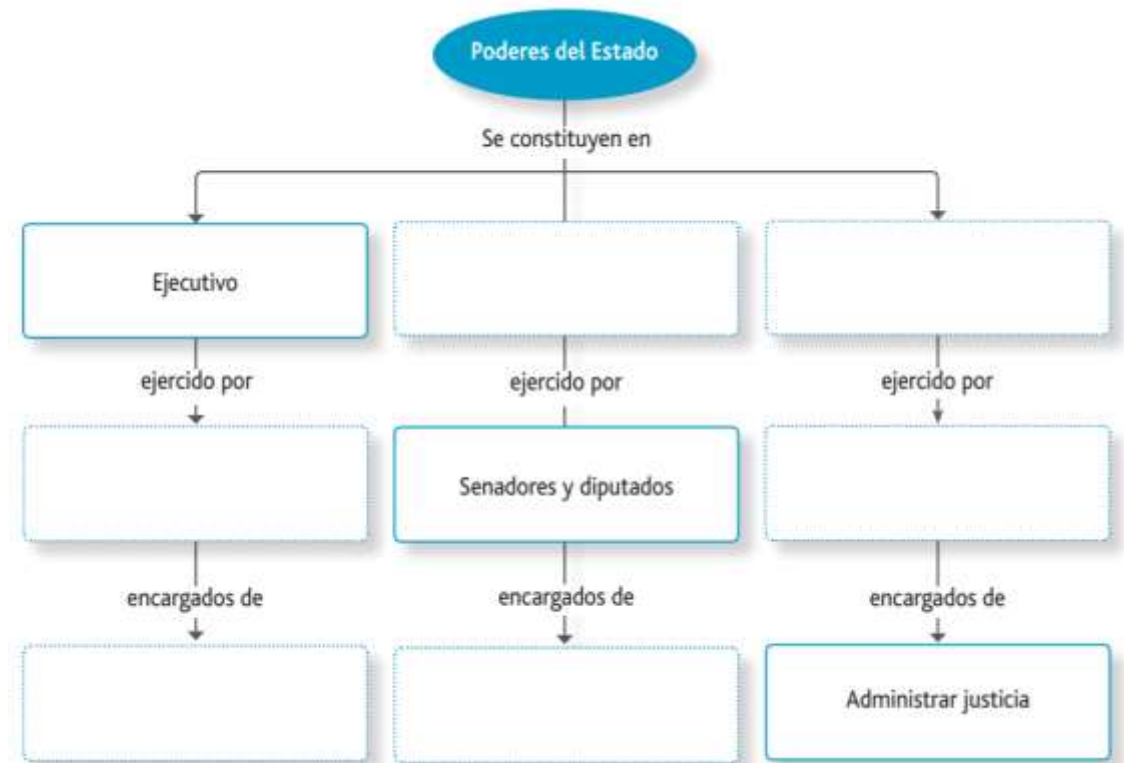 Poderes del Estado
Se constituyen en
Ejecutivo
ejercido por
ejercido por
ejercido por
Senadores y diputados
encargados de
encargados de
encargados de
Administrar justicia